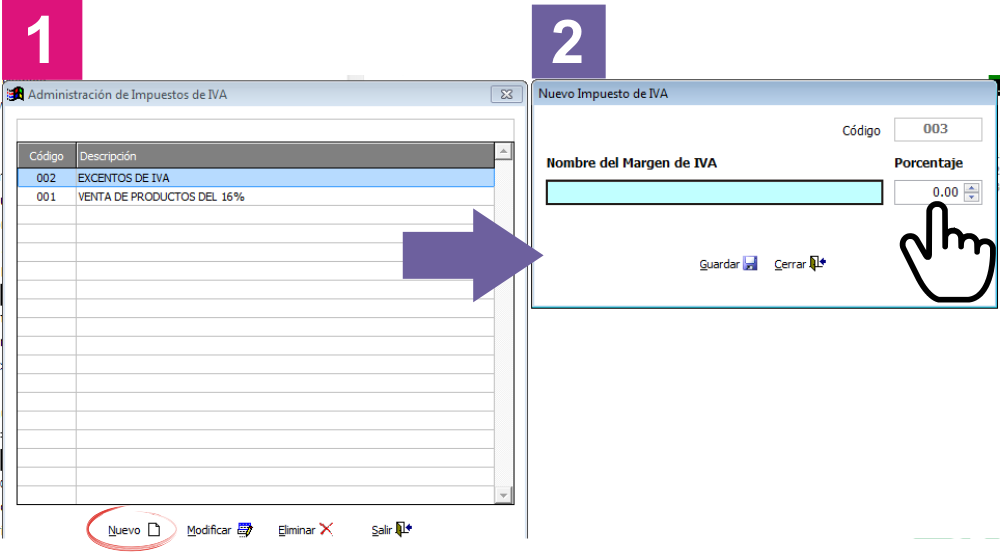 1
2
Administración de Impuestos de IVA
Código Descripción
002 EXCENTOS DE IVA
001 VENTA DE PRODUCTOS DEL 16%
Nuevo Modificar Eliminar Salir
Nuevo Impuesto de IVA
Código 003
Nombre del Margen de IVA Porcentaje
0.00
Guardar Cerrar